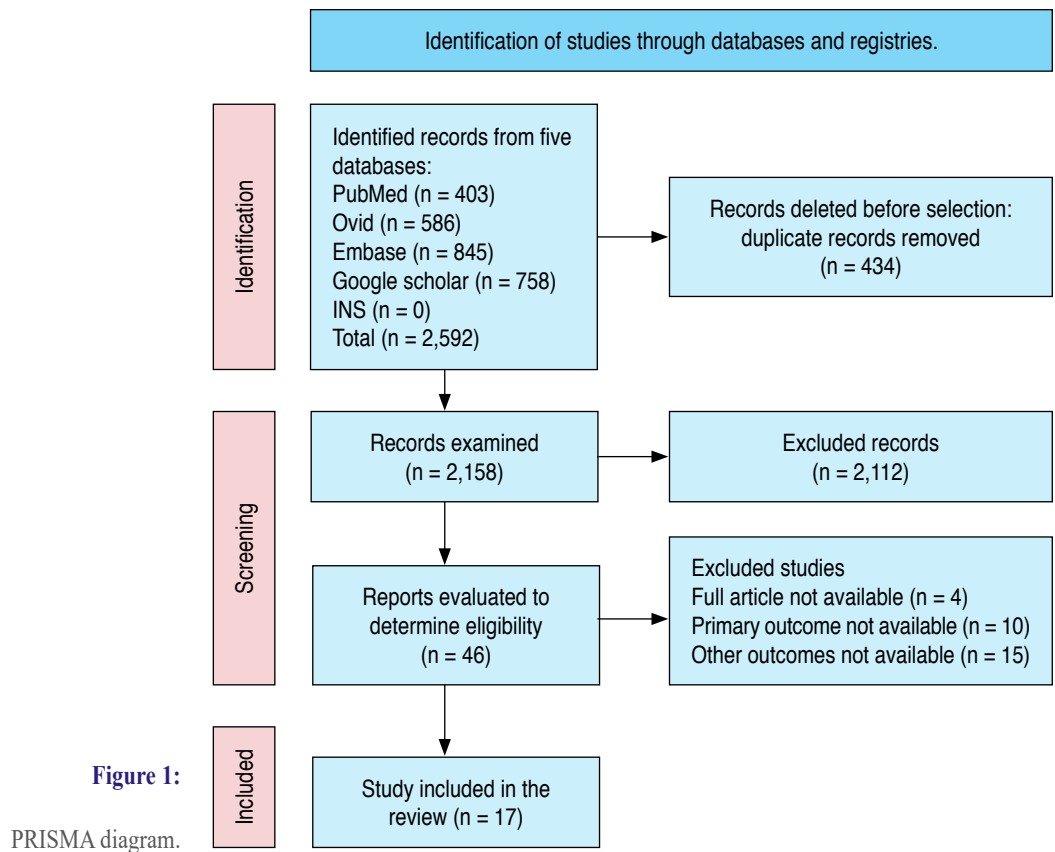 Identification of studies through databases and registries.
Identification
Identified records from five
databases:
PubMed (n = 403)
Ovid (n = 586)
Embase (n = 845)
Google scholar (n = 758)
INS (n = 0)
Total (n = 2,592)
Records deleted before selection:
duplicate records removed
(n = 434)
Screening
Records examined
(n = 2,158)
Excluded records
(n = 2,112)
Reports evaluated to
determine eligibility
(n = 46)
Excluded studies
Full article not available (n = 4)
Primary outcome not available (n = 10)
Other outcomes not available (n = 15)
Included
Study included in the
review (n = 17)
Figure 1:
PRISMA diagram.